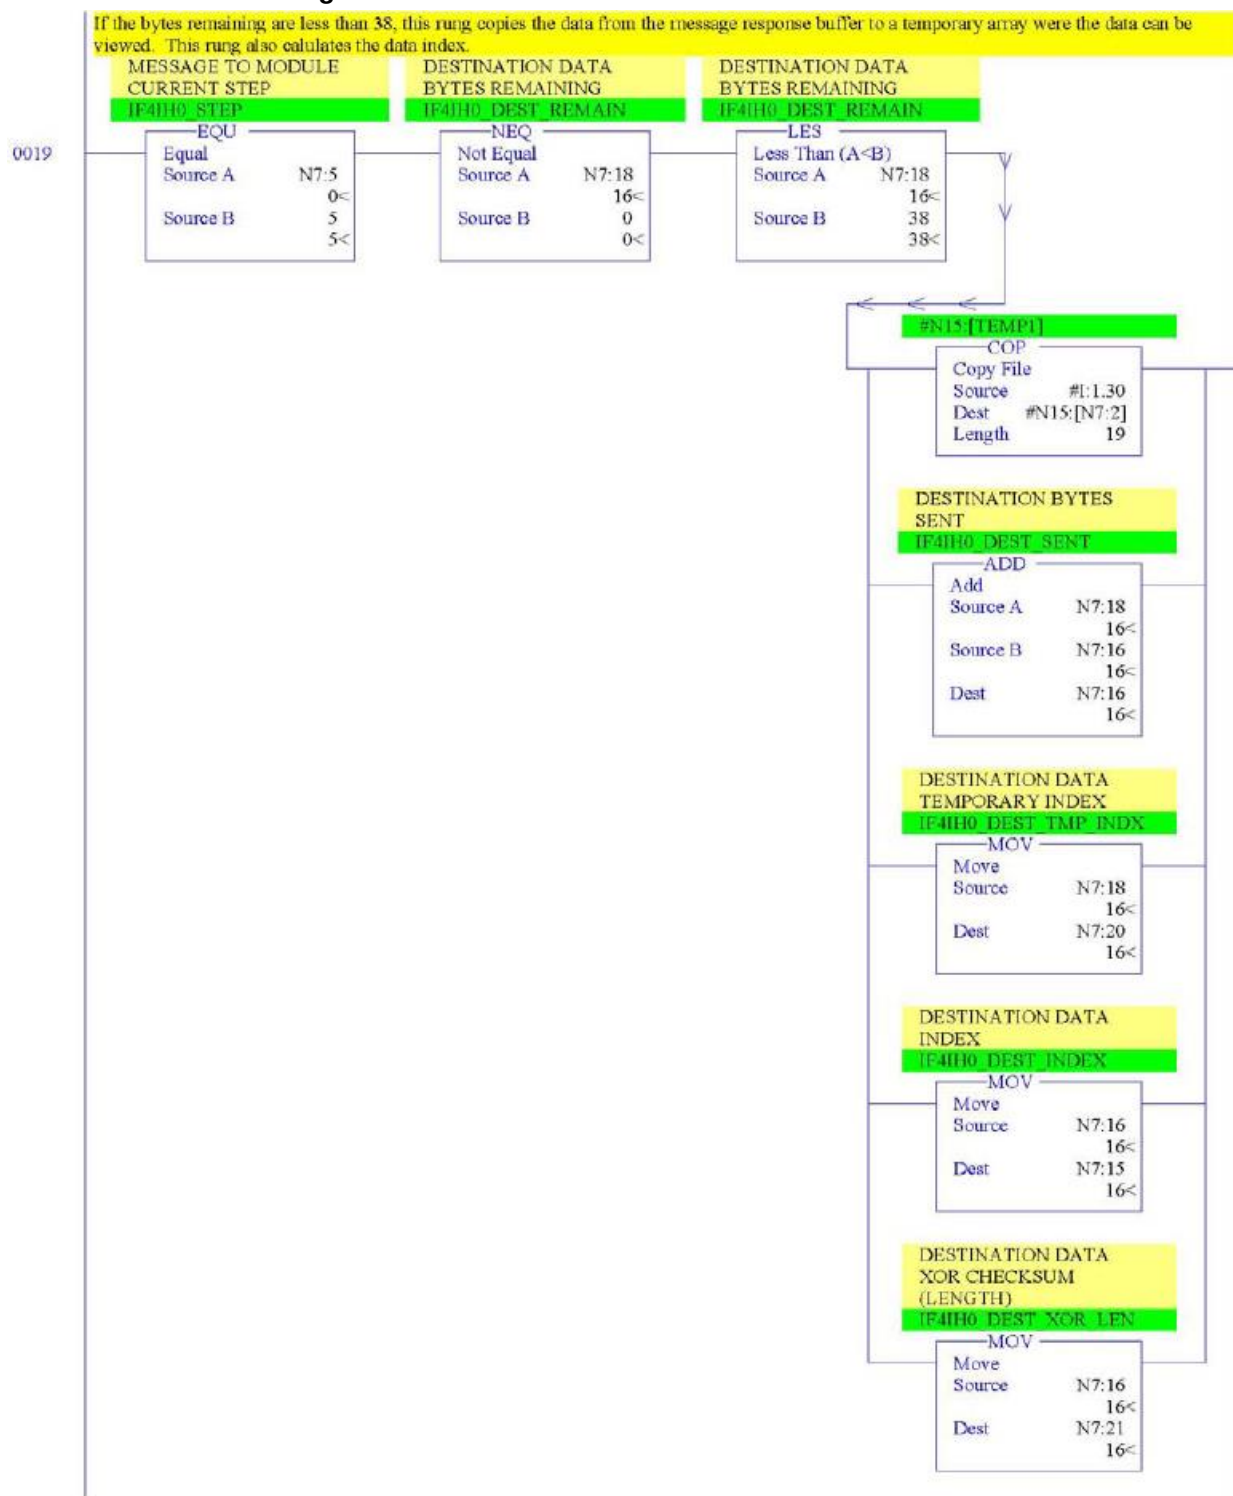 If the bytes remaining are less than 38, this rung copies the data from the message response buffer to a temporary array were the data can be
viewed. This rung also calulates the data index.
MESSAGE TO MODULE
CURRENT STEP
IF4IH0_STEP
EQU
Equal
Source A N7:5
0<
Source B 5
5<
DESTINATION DATA
BYTES REMAINING
IF4IH0_DEST_REMAIN
NEQ
Not Equal
Source A N7:18
16<
Source B 0
0<
DESTINATION DATA
BYTES REMAINING
IF4IH0_DEST_REMAIN
LES
Less Than (A<B)
Source A N7:18
16<
Source B 38
38<
0019
#N15:[TEMP1]
COP
Copy File
Source #I:1.30
Dest #N15:[N7:2]
Length 19
DESTINATION BYTES
SENT
IF4IH0_DEST_SENT
ADD
Add
Source A N7:18
16<
Source B N7:16
16<
Dest N7:16
16<
DESTINATION DATA
TEMPORARY INDEX
IF4IH0_DEST_TMP_INDX
MOV
Move
Source N7:18
16<
Dest N7:20
16<
DESTINATION DATA
INDEX
IF4IH0_DEST_INDEX
MOV
Move
Source N7:16
16<
Dest N7:15
16<
DESTINATION DATA
XOR CHECKSUM
(LENGTH)
IF4IH0_DEST_XOR_LEN
MOV
Move
Source N7:16
16<
Dest N7:21
16<